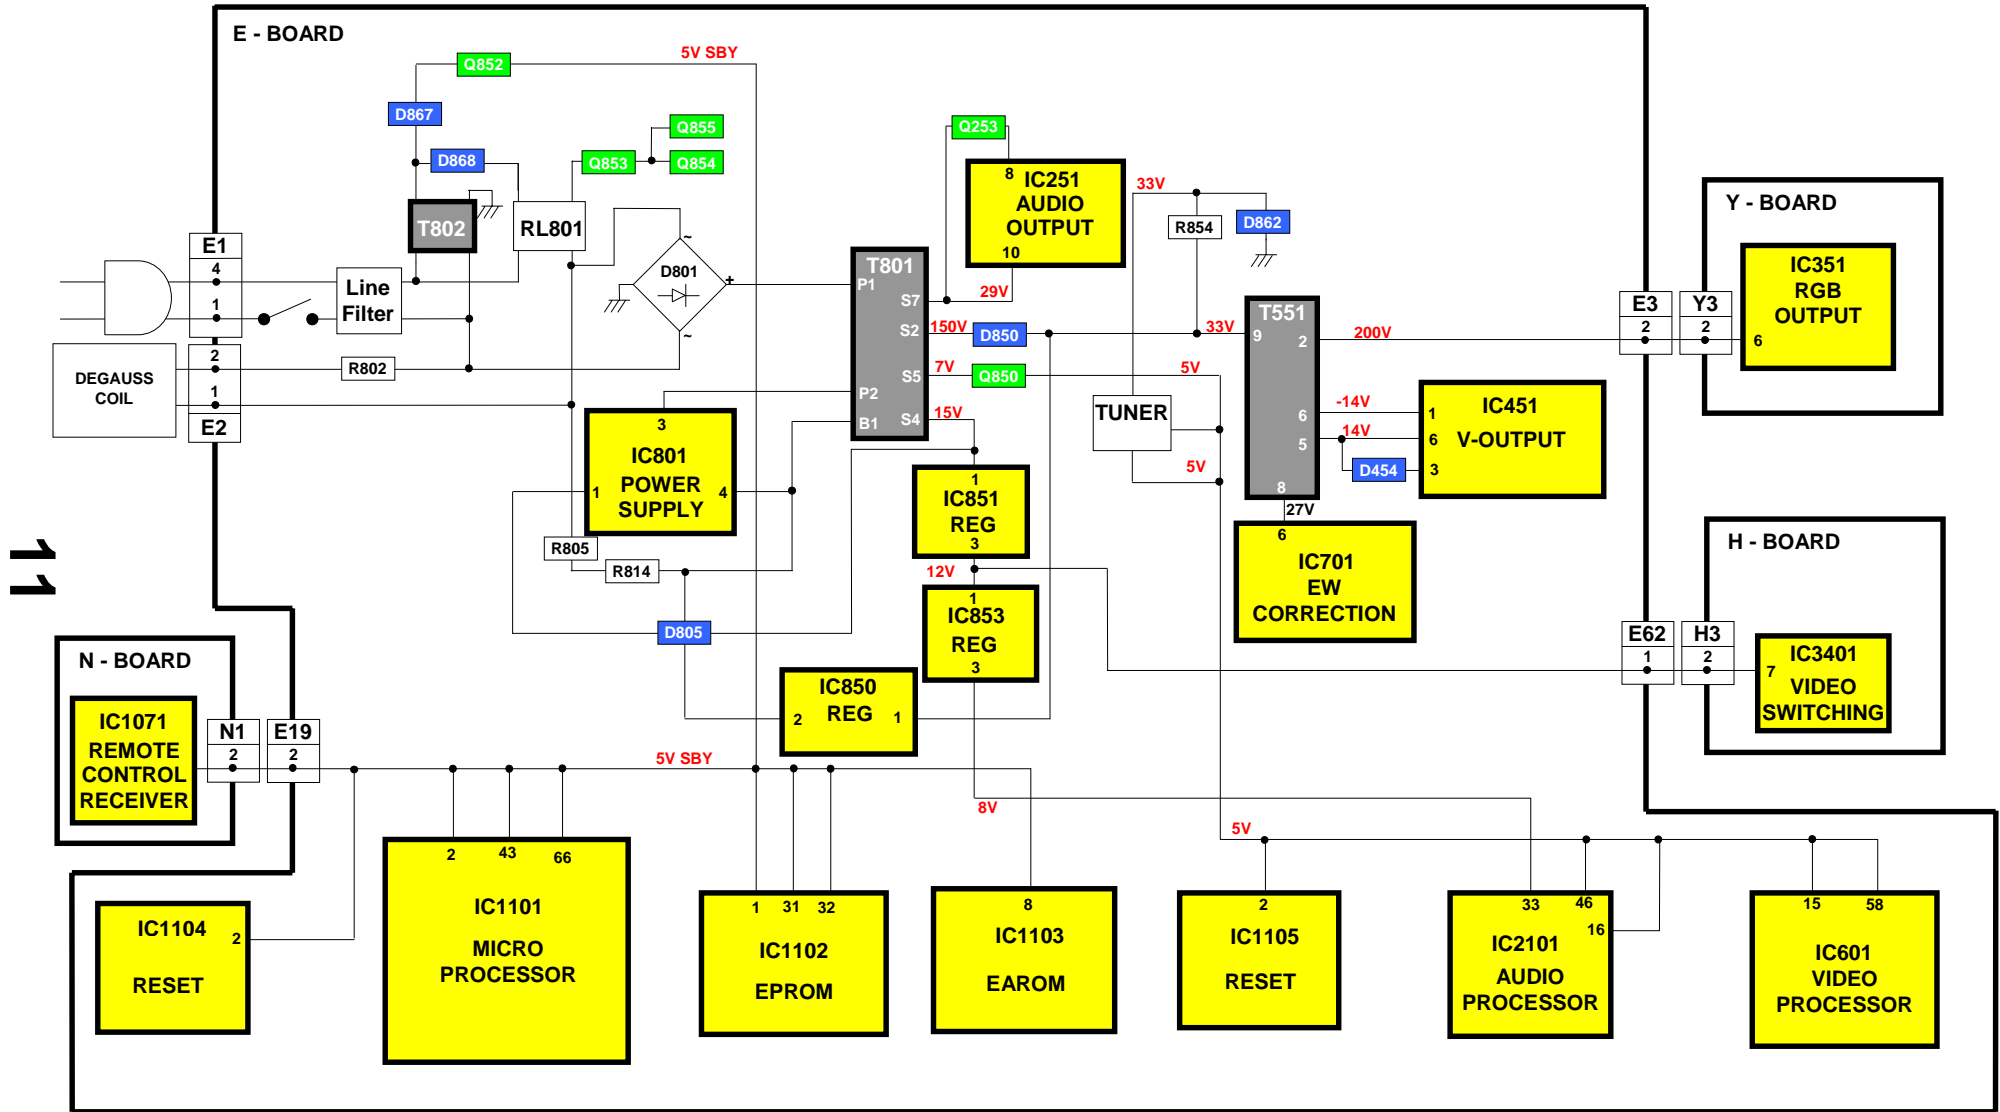 E - BOARD
5V SBY
Q852
D867
D868
Q855
Q853
Q854
T802
RL801
E1
4
1
Line
Filter
D801
~
+
~
2
1
E2
DEGAUSS
COIL
R802
T801
P1
S7
S2
S5
P2
B1
S4
29V
150V
7V
15V
Q253
8
IC251
AUDIO
OUTPUT
10
D850
Q850
33V
R854
D862
33V
5V
TUNER
5V
T551
9
2
6
5
8
200V
-14V
14V
27V
D454
1
6
3
IC451
V-OUTPUT
6
IC701
EW
CORRECTION
E3
2
Y3
2
Y - BOARD
IC351
RGB
OUTPUT
6
3
IC801
POWER
SUPPLY
1
4
R805
R814
D805
1
IC851
REG
3
12V
1
IC853
REG
3
IC850
REG
2
1
8V
E62
1
H3
2
H - BOARD
IC3401
VIDEO
SWITCHING
7
11
N - BOARD
IC1071
REMOTE
CONTROL
RECEIVER
N1
2
E19
2
5V SBY
5V
IC1104
2
RESET
2
43
66
IC1101
MICRO
PROCESSOR
1
31
32
IC1102
EPROM
8
IC1103
EAROM
2
IC1105
RESET
33
46
16
IC2101
AUDIO
PROCESSOR
15
58
IC601
VIDEO
PROCESSOR